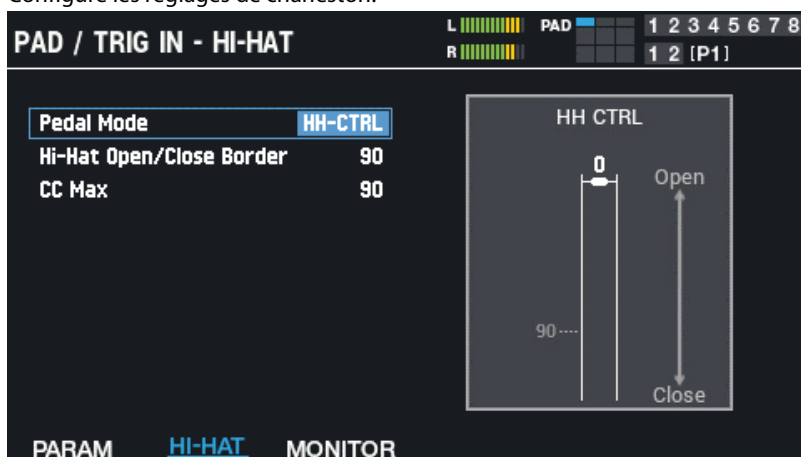 Configure les réglages de charleston.
PAD / TRIG IN - HI-HAT
L PAD 1 2 3 4 5 6 7 8
R 1 2 [P1]
Pedal Mode HH-CTRL
Hi-Hat Open/Close Border 90
CC Max 90
HH CTRL
0
Open
90
Close
PARAM HI-HAT MONITOR